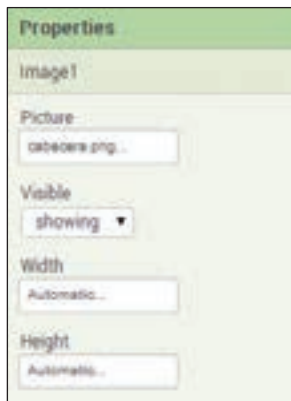 Properties
Image1
Picture
cabecera.png...
Visible
showing
Width
Automatic...
Height
Automatic...